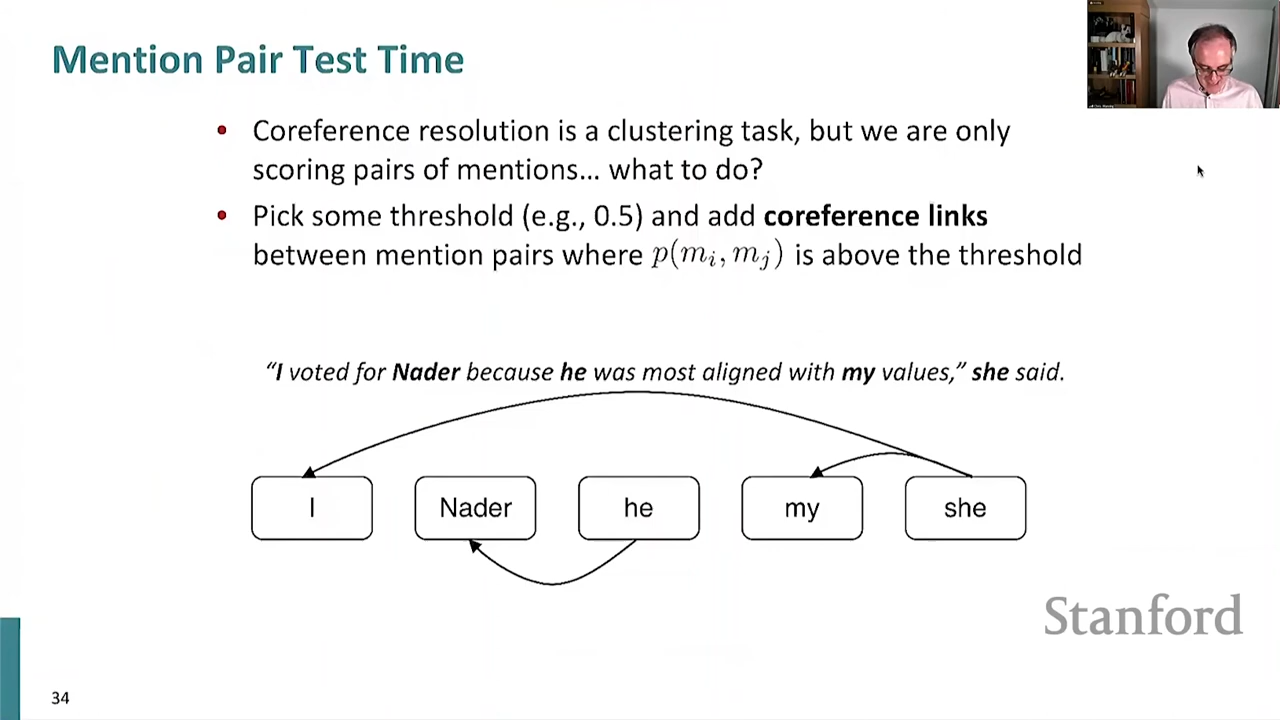 Mention Pair Test Time
• Coreference resolution is a clustering task, but we are only
scoring pairs of mentions... what to do?
• Pick some threshold (e.g., 0.5) and add coreference links
between mention pairs where p(mᵢ, mⱼ) is above the threshold
“I voted for Nader because he was most aligned with my values,” she said.
I
Nader
he
my
she
Stanford
34